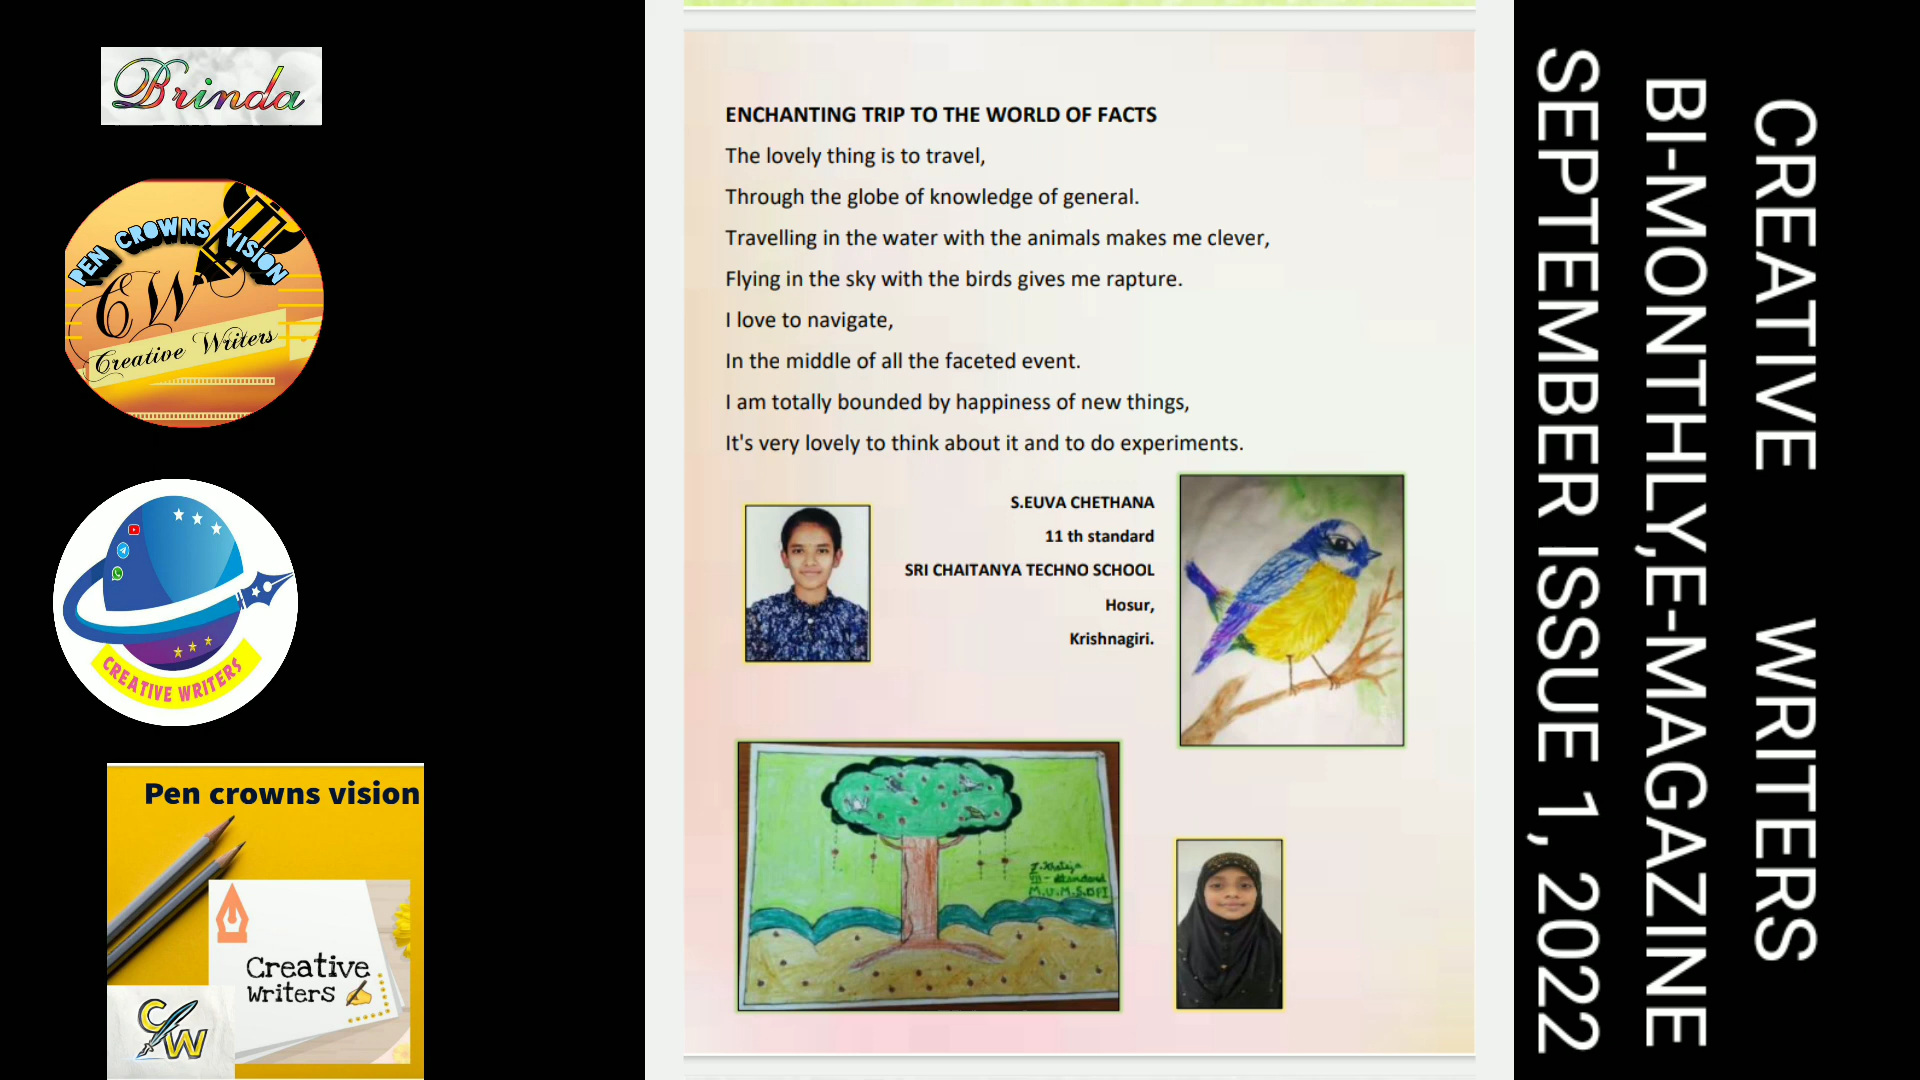 Brinda
PEN CROWNS VISION
CW
Creative Writers
CREATIVE WRITERS
Pen crowns vision
Creative
Writers
CW
ENCHANTING TRIP TO THE WORLD OF FACTS
The lovely thing is to travel,
Through the globe of knowledge of general.
Travelling in the water with the animals makes me clever,
Flying in the sky with the birds gives me rapture.
I love to navigate,
In the middle of all the faceted event.
I am totally bounded by happiness of new things,
It's very lovely to think about it and to do experiments.
S.EUVA CHETHANA
11 th standard
SRI CHAITANYA TECHNO SCHOOL
Hosur,
Krishnagiri.
Z.Khatija
VII - standard
M.U.M.S.DPI
CREATIVE WRITERS
BI-MONTHLY,E-MAGAZINE
SEPTEMBER ISSUE 1, 2022